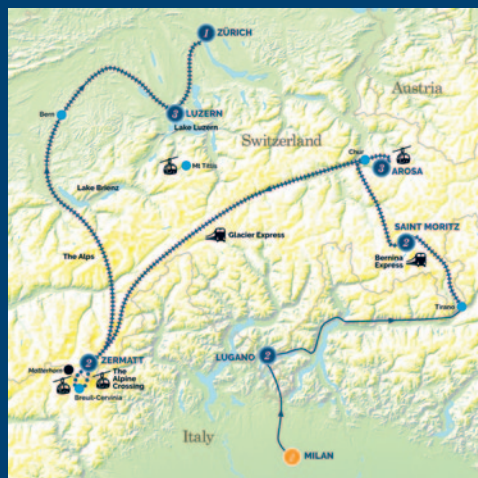 1
ZÜRICH
Austria
Bern
3
LUZERN
Lake Luzern
Switzerland
Chur
Mt Titlis
3
AROSA
Lake Brienz
SAINT MORITZ
2
Glacier Express
Bernina
Express
The Alps
Tirano
ZERMATT
LUGANO
2
Matterhorn
The
Alpine
Crossing
Breuil-Cervinia
Italy
MILAN